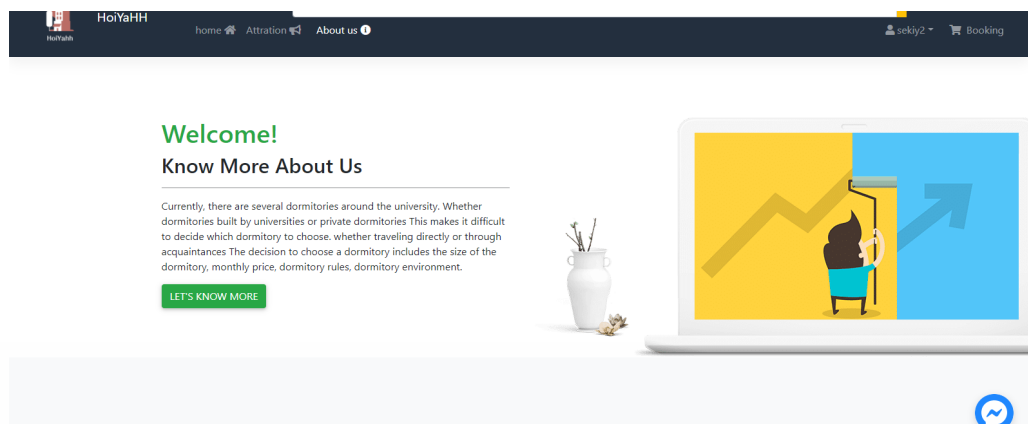 HoiYaHH
HoiYahh
home Attration About us
sekiy2 Booking
Welcome!
Know More About Us
Currently, there are several dormitories around the university. Whether
dormitories built by universities or private dormitories This makes it difficult
to decide which dormitory to choose. whether traveling directly or through
acquaintances The decision to choose a dormitory includes the size of the
dormitory, monthly price, dormitory rules, dormitory environment.
LET'S KNOW MORE